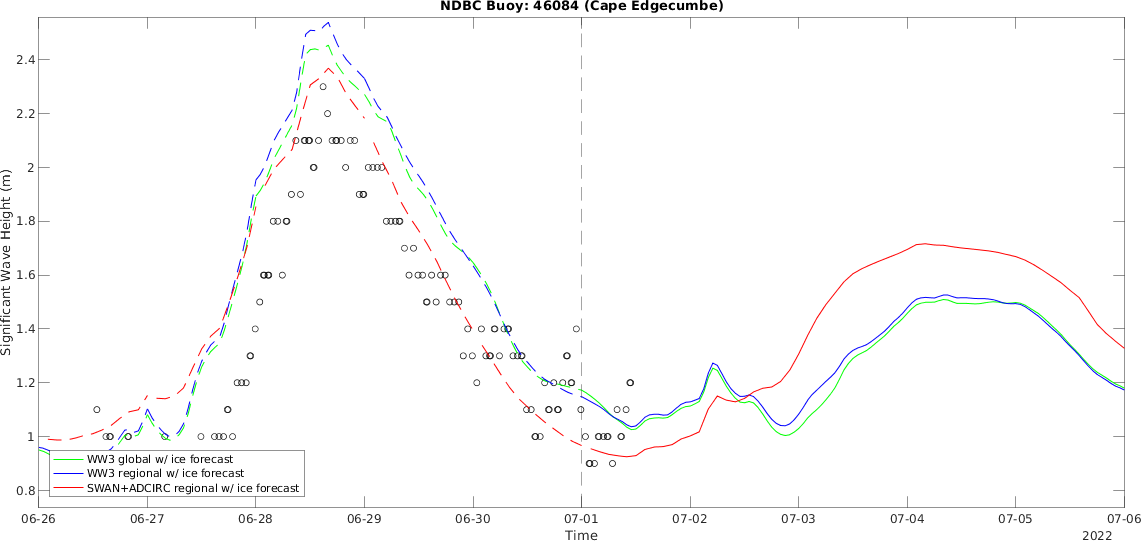 NDBC Buoy: 46084 (Cape Edgecumbe)
Significant Wave Height (m)
2.4
2.2
2
1.8
1.6
1.4
1.2
1
0.8
WW3 global w/ ice forecast
WW3 regional w/ ice forecast
SWAN+ADCIRC regional w/ ice forecast
06-26 06-27 06-28 06-29 06-30 07-01 07-02 07-03 07-04 07-05 07-06
Time
2022